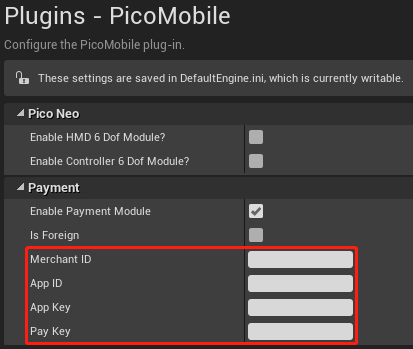 Plugins - PicoMobile
Configure the PicoMobile plug-in.
These settings are saved in DefaultEngine.ini, which is currently writable.
Pico Neo
Enable HMD 6 Dof Module?
Enable Controller 6 Dof Module?
Payment
Enable Payment Module
Is Foreign
Merchant ID
App ID
App Key
Pay Key